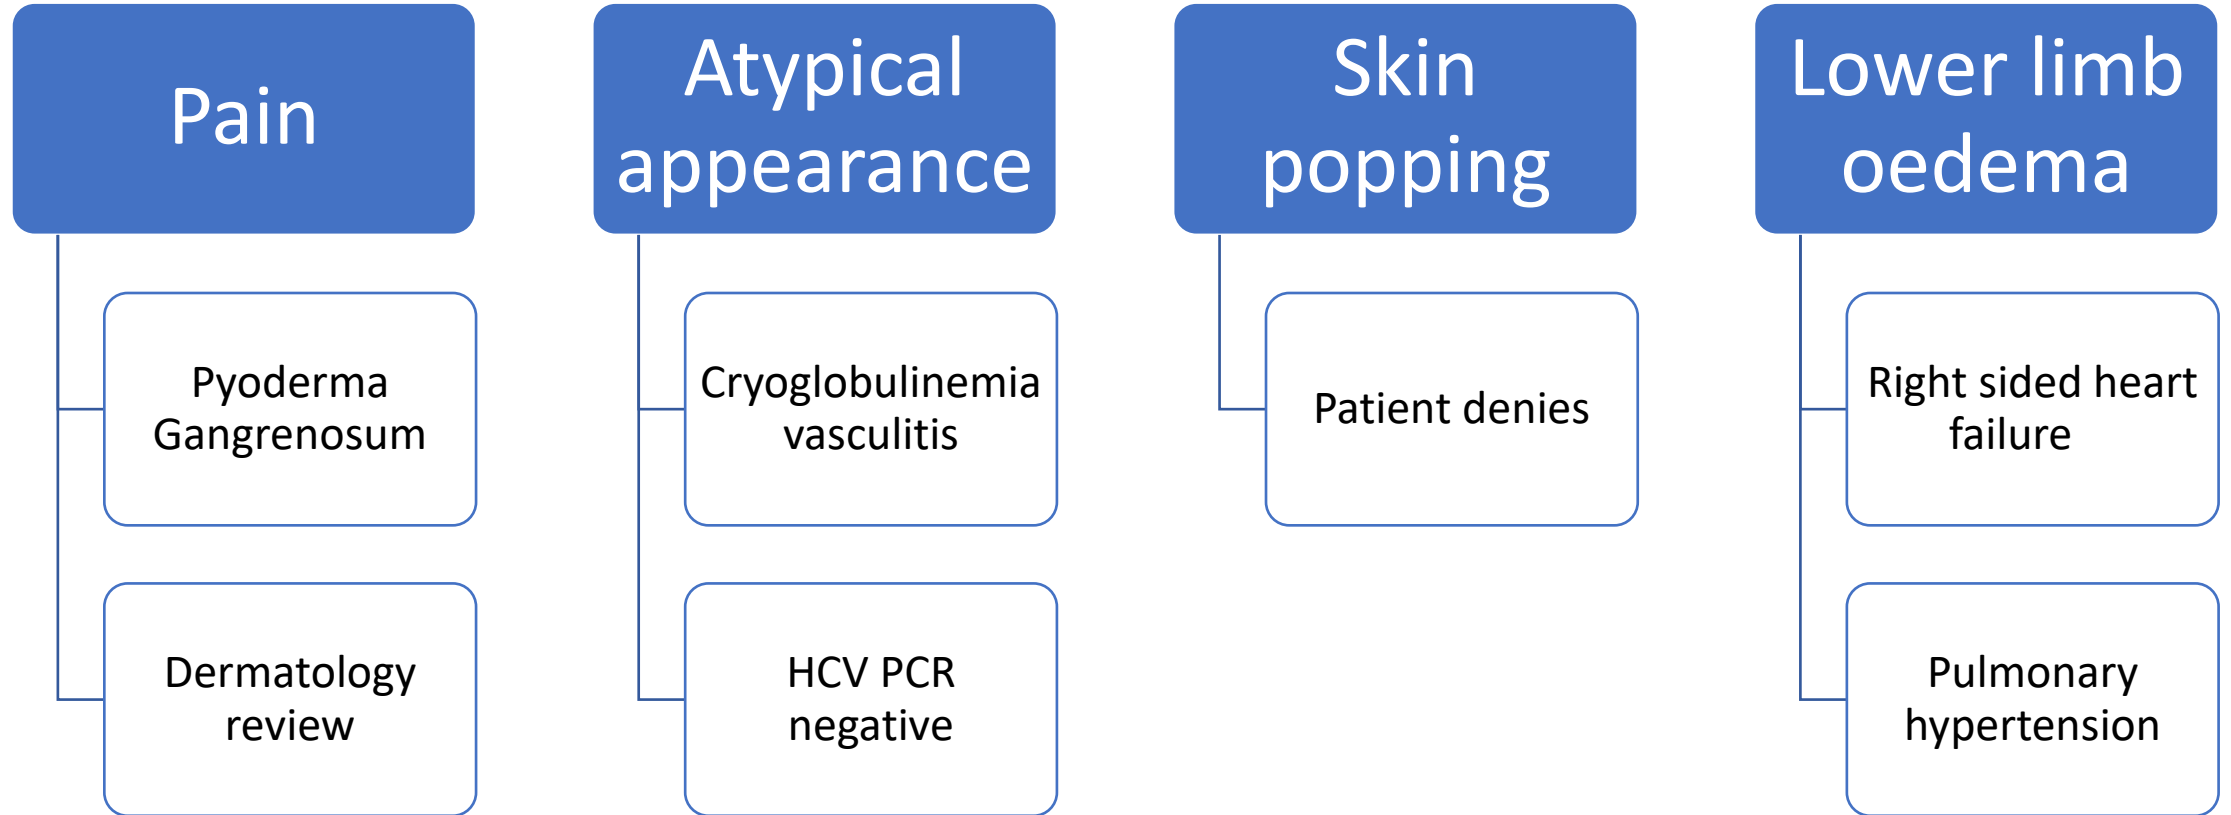 Pain
Pyoderma
Gangrenosum
Dermatology
review
Atypical
appearance
Cryoglobulinemia
vasculitis
HCV PCR
negative
Skin
popping
Patient denies
Lower limb
oedema
Right sided heart
failure
Pulmonary
hypertension